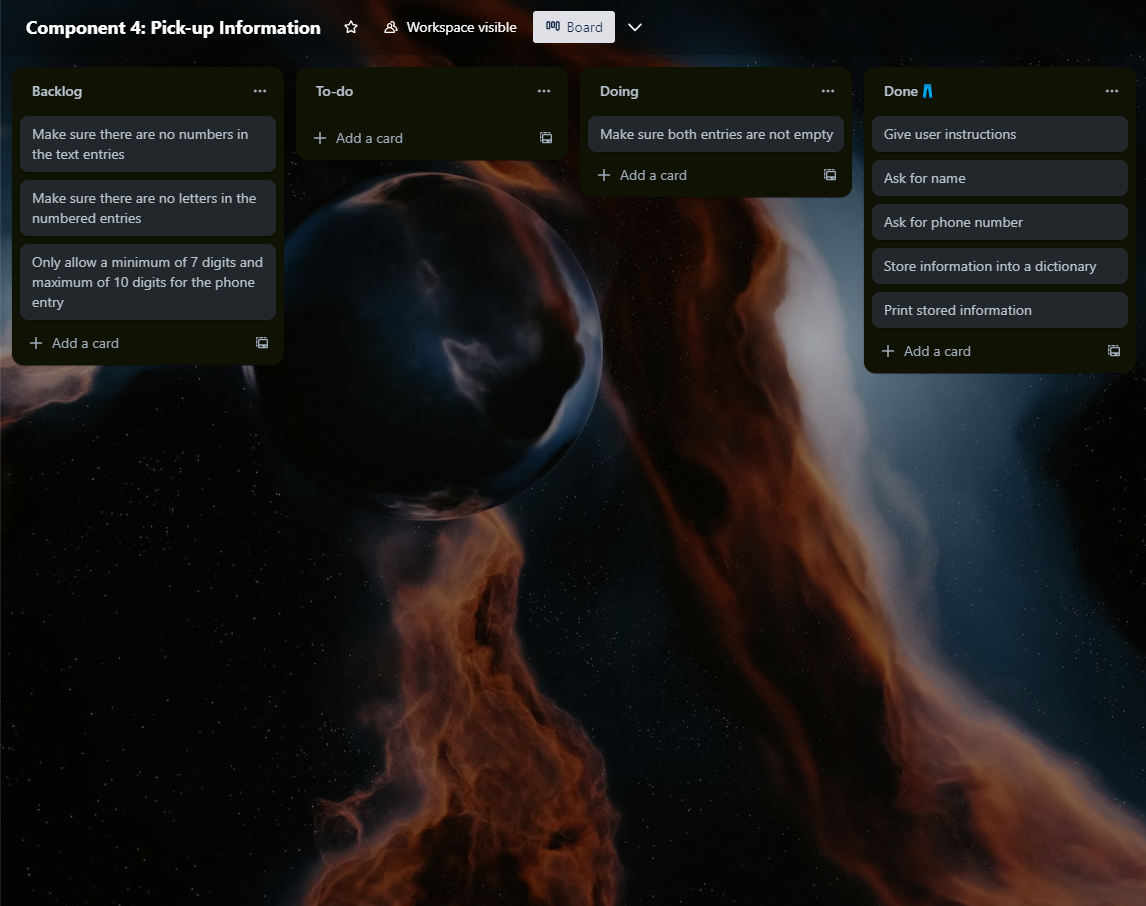 Component 4: Pick-up Information
Workspace visible
Board
Backlog
Make sure there are no numbers in
the text entries
Make sure there are no letters in the
numbered entries
Only allow a minimum of 7 digits and
maximum of 10 digits for the phone
entry
Add a card
To-do
Add a card
Doing
Make sure both entries are not empty
Add a card
Done 👖
Give user instructions
Ask for name
Ask for phone number
Store information into a dictionary
Print stored information
Add a card